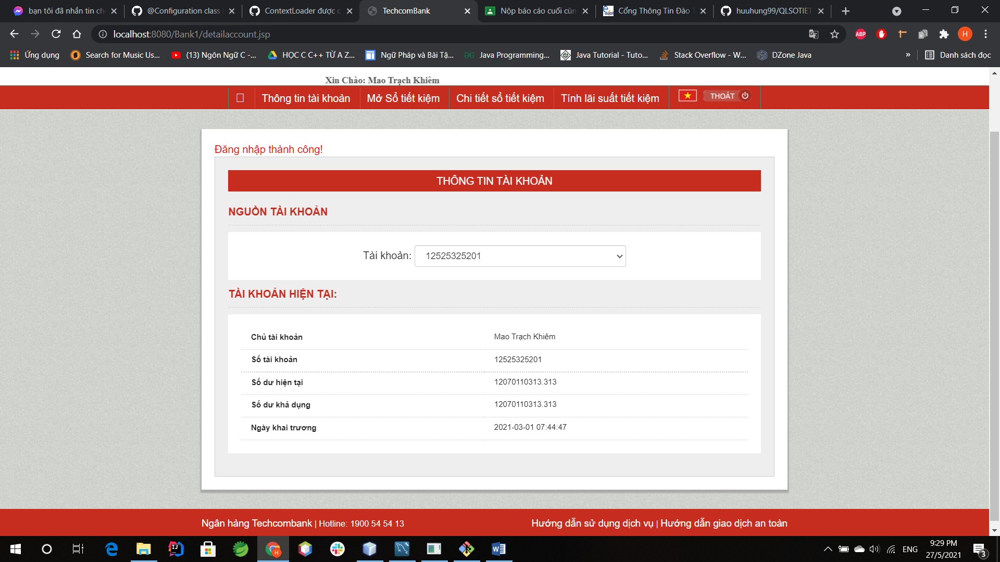 bạn tôi đã nhắn tin ch
@Configuration class
ContextLoader được c
TechcomBank
Nộp báo cáo cuối cùn
Cổng Thông Tin Đào T
huuhung99/QLSOTIET
localhost:8080/Bank1/detailaccount.jsp
ABP
H
Ứng dụng
Search for Music Us...
(13) Ngôn Ngữ C -...
HỌC C C++ TỪ A Z...
Ngữ Pháp và Bài Tậ...
Java Programming...
Java Tutorial - Tuto...
Stack Overflow - W...
DZone Java
»
Danh sách đọc
Xin Chào: Mao Trạch Khiêm
Thông tin tài khoản
Mở Sổ tiết kiệm
Chi tiết sổ tiết kiệm
Tính lãi suất tiết kiệm
THOÁT
Đăng nhập thành công!
THÔNG TIN TÀI KHOẢN
NGUỒN TÀI KHOẢN
Tài khoản: 12525325201
TÀI KHOẢN HIỆN TẠI:
Chủ tài khoản Mao Trạch Khiêm
Số tài khoản 12525325201
Số dư hiện tại 12070110313.313
Số dư khả dụng 12070110313.313
Ngày khai trương 2021-03-01 07:44:47
Ngân hàng Techcombank | Hotline: 1900 54 54 13
Hướng dẫn sử dụng dịch vụ | Hướng dẫn giao dịch an toàn
ENG
9:29 PM
27/5/2021
3